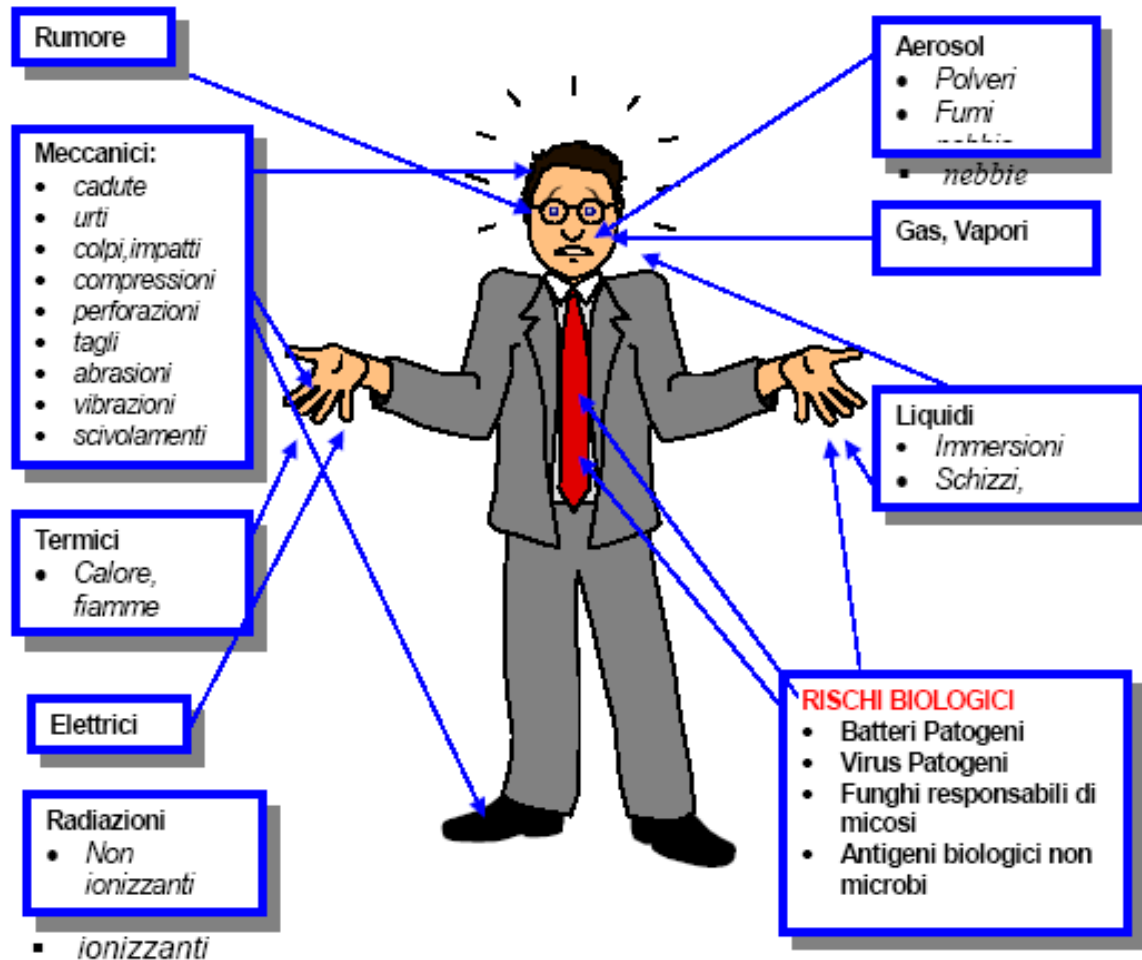 Rumore
Meccanici:
• cadute
• urti
• colpi,impatti
• compressioni
• perforazioni
• tagli
• abrasioni
• vibrazioni
• scivolamenti
Termici
• Calore,
fiamme
Elettrici
Radiazioni
• Non
ionizzanti
▪ ionizzanti
Aerosol
• Polveri
• Fumi
▪ nebbie
Gas, Vapori
Liquidi
• Immersioni
• Schizzi,
RISCHI BIOLOGICI
• Batteri Patogeni
• Virus Patogeni
• Funghi responsabili di
micosi
• Antigeni biologici non
microbi